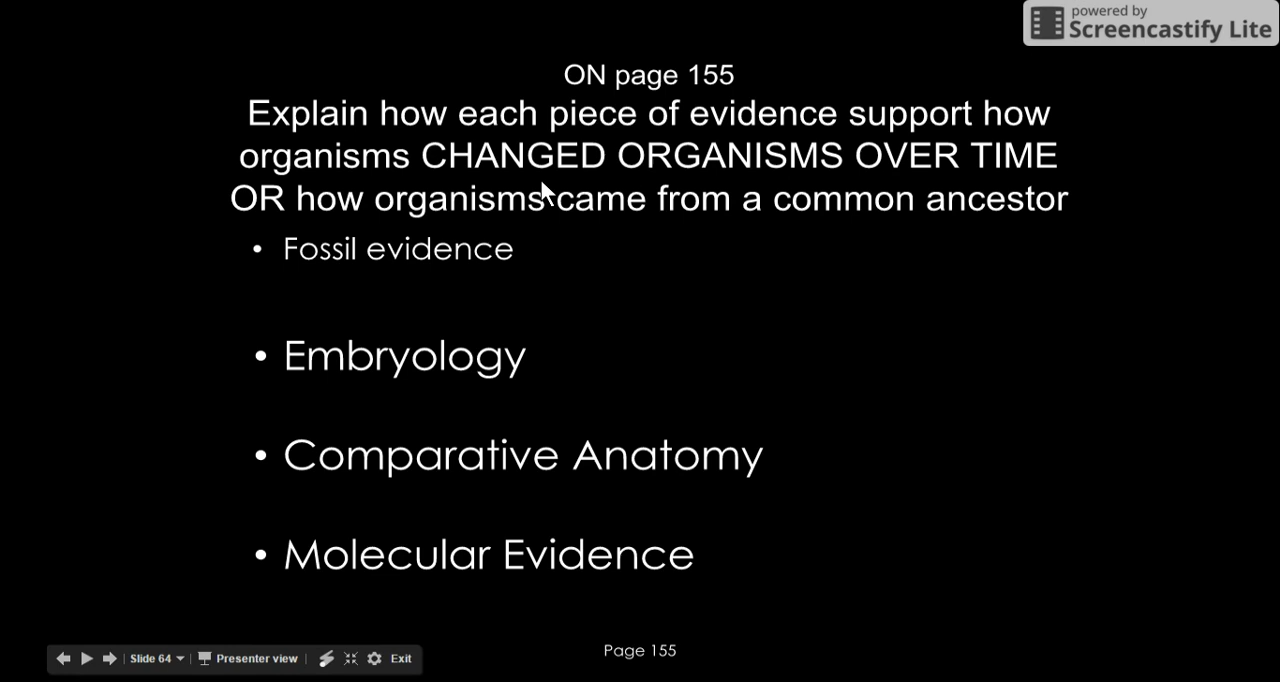 powered by
Screencastify Lite
ON page 155
Explain how each piece of evidence support how
organisms CHANGED ORGANISMS OVER TIME
OR how organisms came from a common ancestor
• Fossil evidence
• Embryology
• Comparative Anatomy
• Molecular Evidence
Page 155
Slide 64 Presenter view Exit